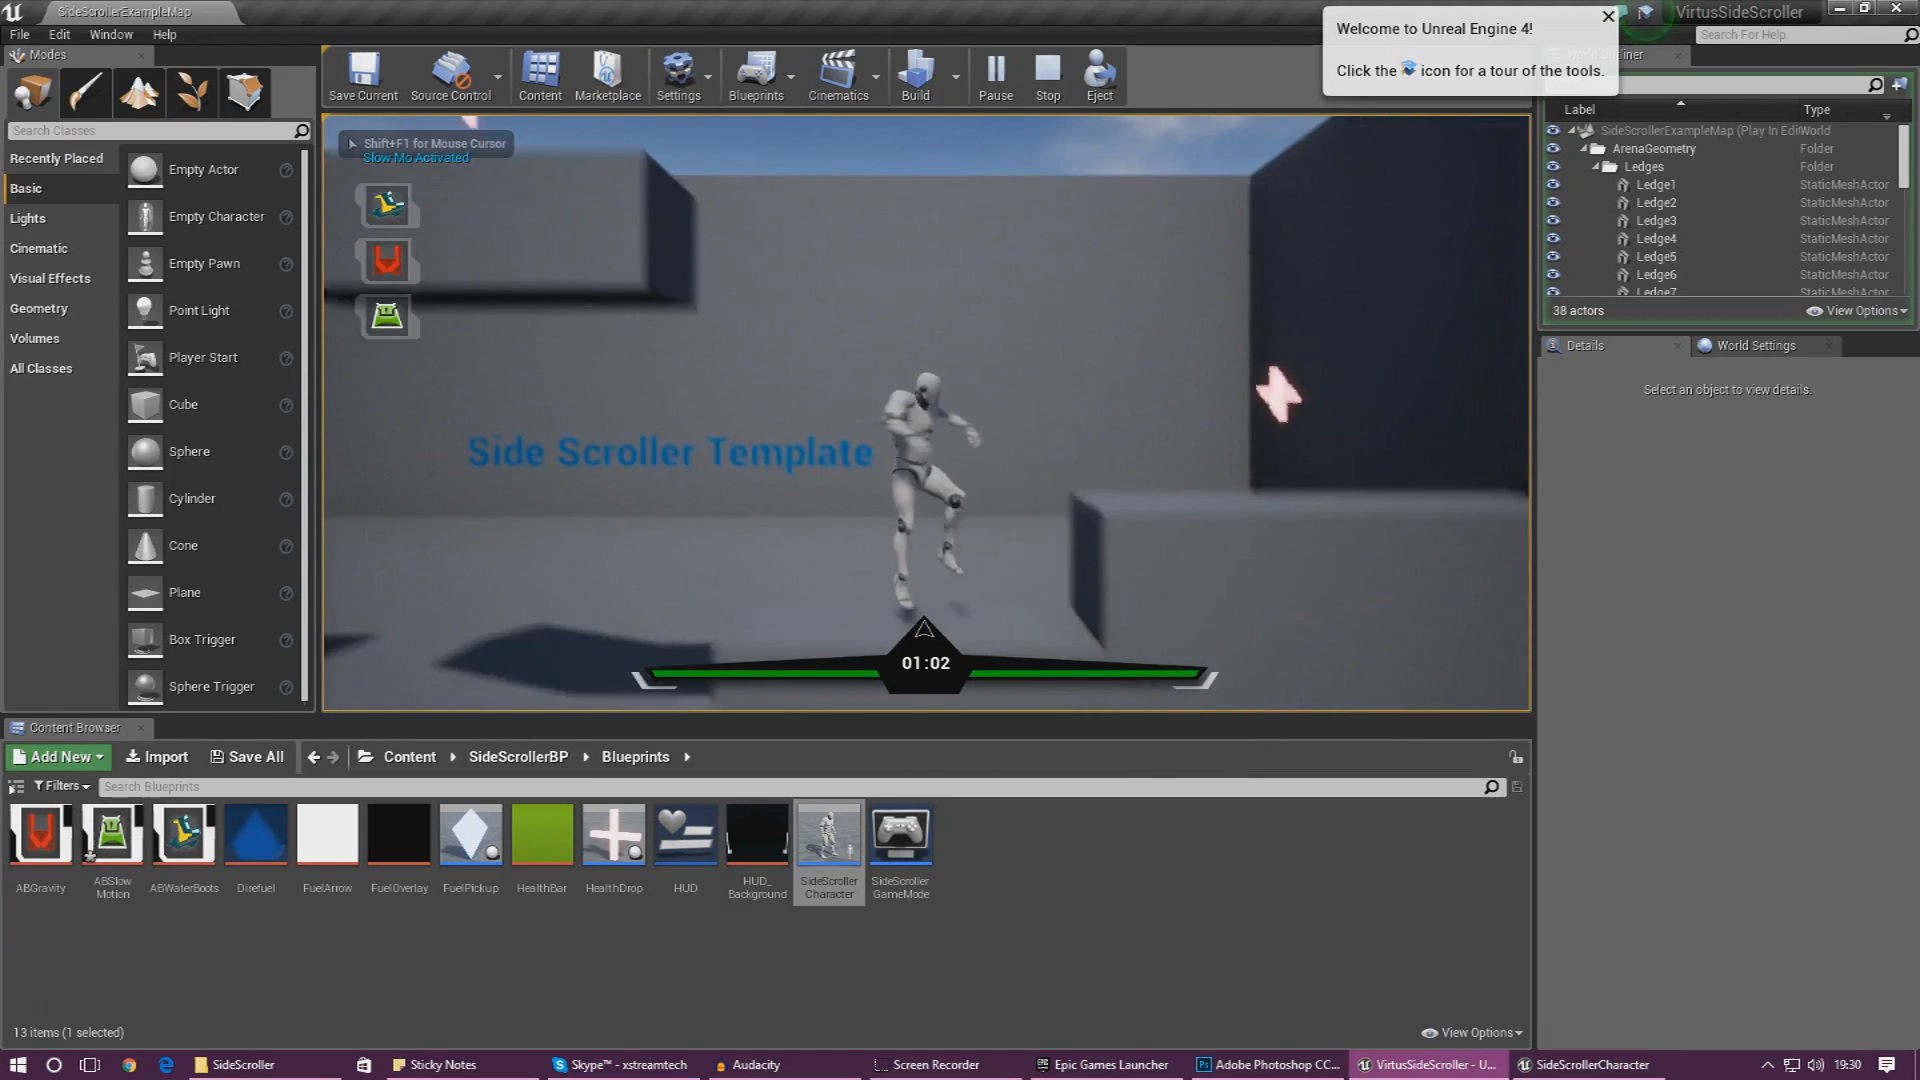 SideScrollerExampleMap
VirtusSideScroller
File Edit Window Help
Search For Help
Welcome to Unreal Engine 4!
Click the icon for a tour of the tools.
Modes
Save Current
Source Control
Content
Marketplace
Settings
Blueprints
Cinematics
Build
Pause
Stop
Eject
Search Classes
Recently Placed
Basic
Lights
Cinematic
Visual Effects
Geometry
Volumes
All Classes
Empty Actor
Empty Character
Empty Pawn
Point Light
Player Start
Cube
Sphere
Cylinder
Cone
Plane
Box Trigger
Sphere Trigger
Shift+F1 for Mouse Cursor
Slow Mo Activated
Side Scroller Template
01:02
Label Type
SideScrollerExampleMap (Play In Edit World
ArenaGeometry Folder
Ledges Folder
Ledge1 StaticMeshActor
Ledge2 StaticMeshActor
Ledge3 StaticMeshActor
Ledge4 StaticMeshActor
Ledge5 StaticMeshActor
Ledge6 StaticMeshActor
Ledge7 StaticMeshActor
38 actors View Options
Details World Settings
Select an object to view details.
Content Browser
Add New Import Save All Content SideScrollerBP Blueprints
Filters Search Blueprints
ABGravity
ABSlow
Motion
ABWaterBoots
Direfuel
FuelArrow
FuelOverlay
FuelPickup
HealthBar
HealthDrop
HUD
HUD_
Background
SideScroller
Character
SideScroller
GameMode
13 items (1 selected) View Options
SideScroller Sticky Notes Skype™ - xstreamtech Audacity Screen Recorder Epic Games Launcher Adobe Photoshop CC... VirtusSideScroller - U... SideScrollerCharacter 19:30